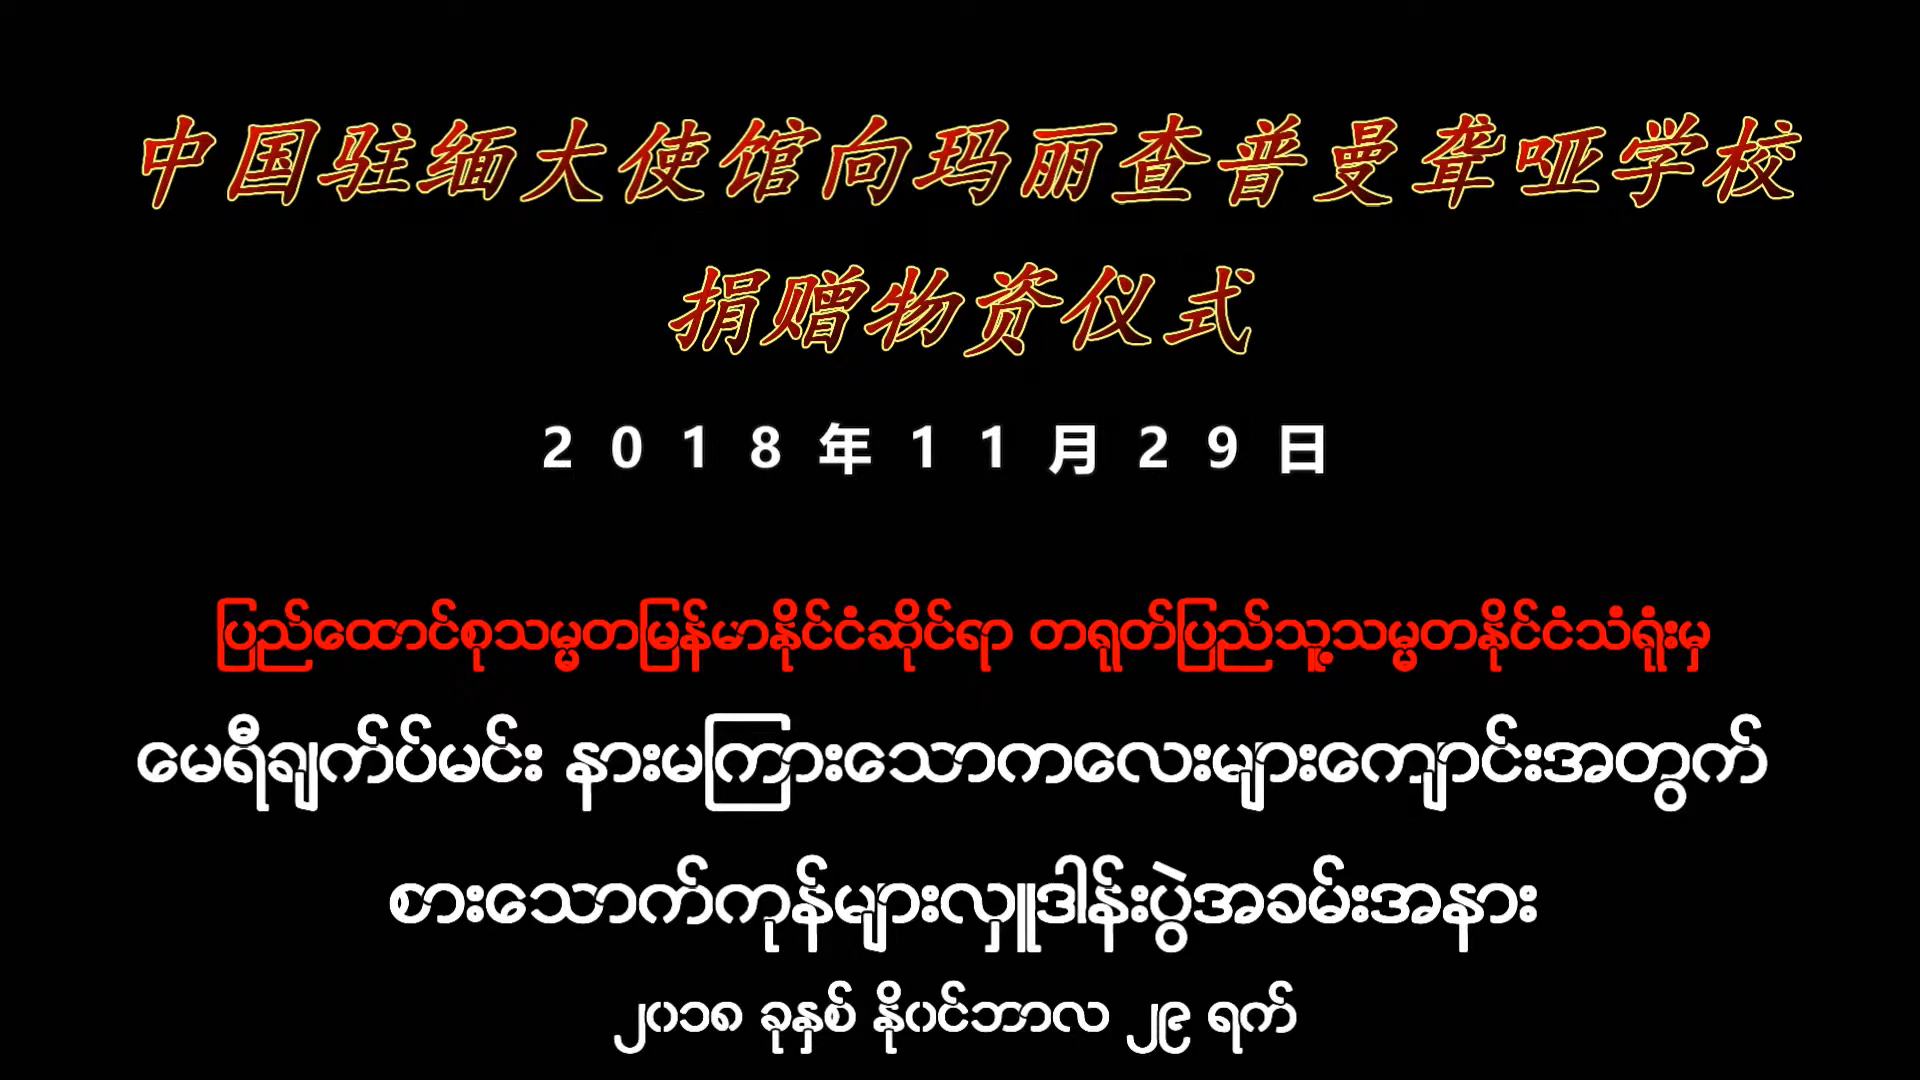 中国驻缅大使馆向玛丽查普曼聋哑学校
捐赠物资仪式
2018年11月29日
ပြည်ထောင်စုသမ္မတမြန်မာနိုင်ငံဆိုင်ရာ တရုတ်ပြည်သူ့သမ္မတနိုင်ငံသံရုံးမှ
မေရီချက်ပ်မင်း နားမကြားသောကလေးများကျောင်းအတွက်
စားသောက်ကုန်များလှူဒါန်းပွဲအခမ်းအနား
၂၀၁၈ ခုနှစ် နိုဝင်ဘာလ ၂၉ ရက်